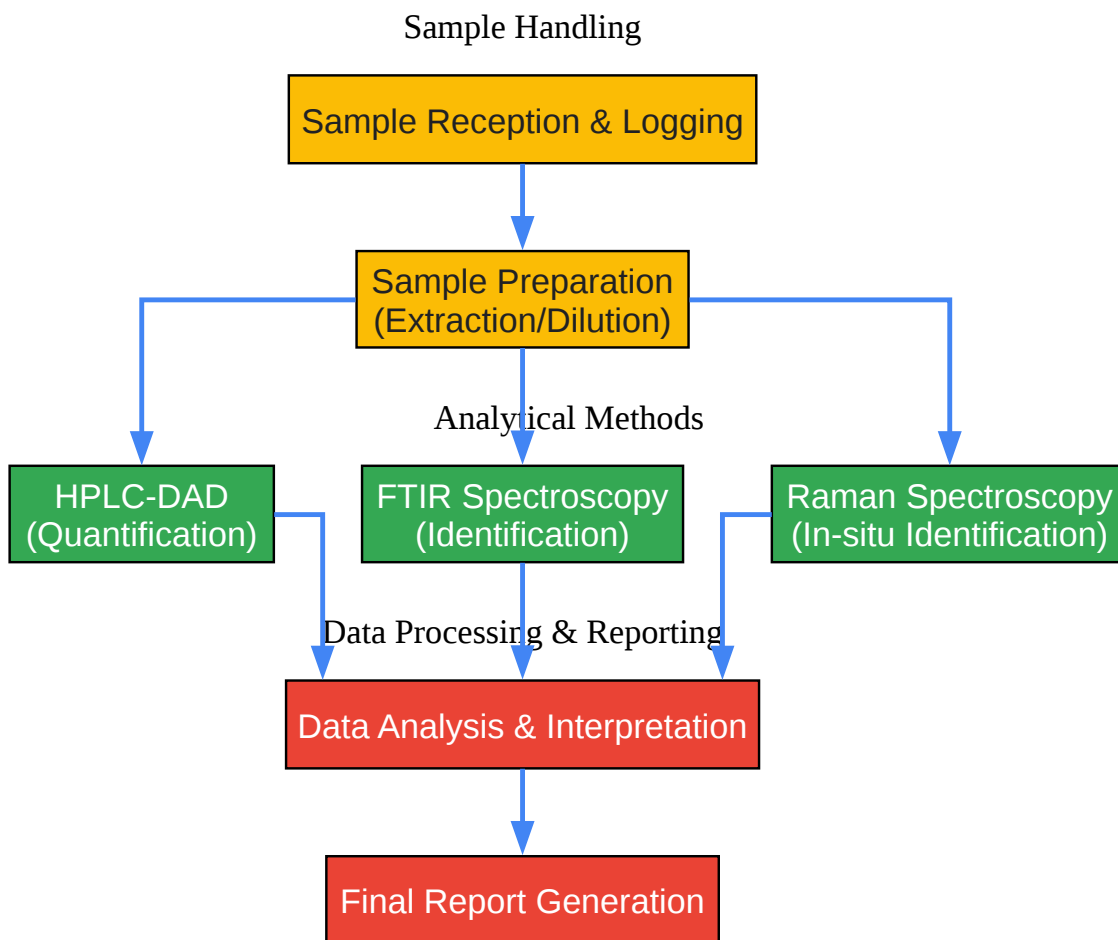 Sample Handling
Sample Reception & Logging
Sample Preparation
(Extraction/Dilution)
Analytical Methods
HPLC-DAD
(Quantification)
FTIR Spectroscopy
(Identification)
Raman Spectroscopy
(In-situ Identification)
Data Processing & Reporting
Data Analysis & Interpretation
Final Report Generation